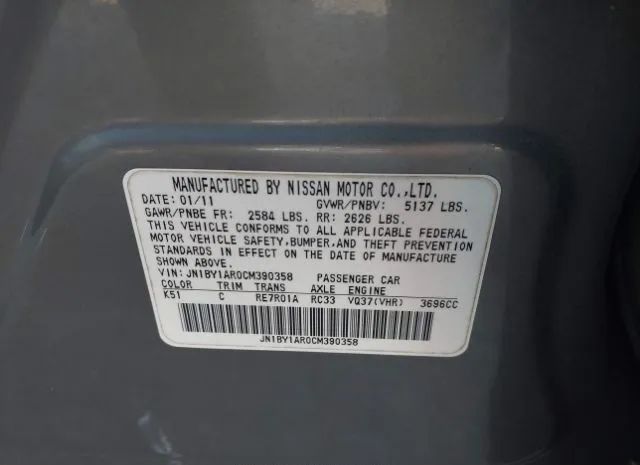 MANUFACTURED BY NISSAN MOTOR CO.,LTD.
DATE: 01/11 GVWR/PNBV: 5137 LBS.
GAWR/PNBE FR: 2584 LBS. RR: 2626 LBS.
THIS VEHICLE CONFORMS TO ALL APPLICABLE FEDERAL
MOTOR VEHICLE SAFETY,BUMPER,AND THEFT PREVENTION
STANDARDS IN EFFECT ON THE DATE OF MANUFACTURE
SHOWN ABOVE.
VIN: JN1BY1AR0CM390358 PASSENGER CAR
COLOR TRIM TRANS AXLE ENGINE
K51 C RE7R01A RC33 VQ37(VHR) 3696CC
JN1BY1AR0CM390358